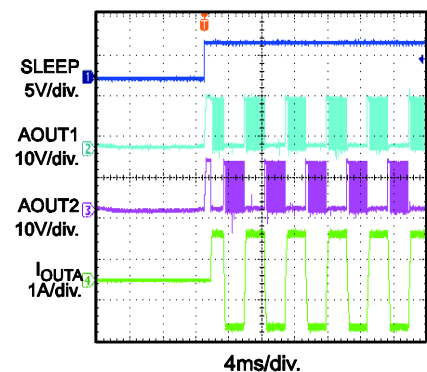 T
SLEEP
5V/div.
1
AOUT1
10V/div.
2
AOUT2
10V/div.
3
IOUTA
1A/div.
4
4ms/div.